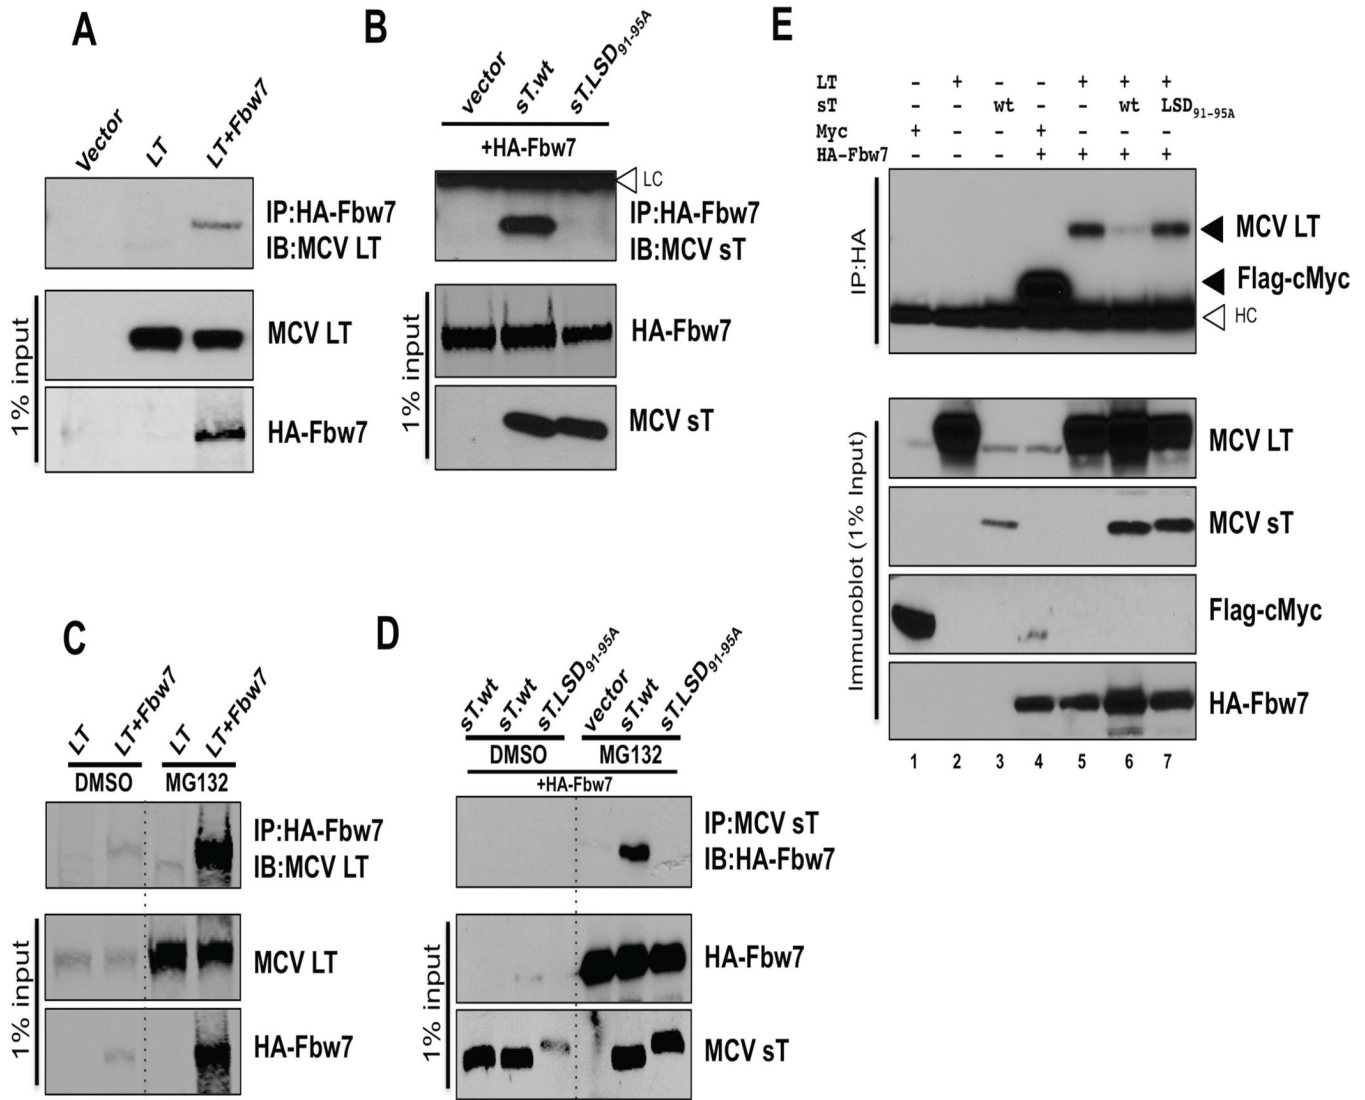 A
Vector
LT
LT+Fbw7
IP:HA-Fbw7
IB:MCV LT
1% input
MCV LT
HA-Fbw7
B
vector
sT.wt
sT.LSD91-95A
+HA-Fbw7
LC
IP:HA-Fbw7
IB:MCV sT
1% input
HA-Fbw7
MCV sT
C
LT
LT+Fbw7
LT
LT+Fbw7
DMSO
MG132
IP:HA-Fbw7
IB:MCV LT
1% input
MCV LT
HA-Fbw7
D
sT.wt
sT.wt
sT.LSD91-95A
vector
sT.wt
sT.LSD91-95A
DMSO
MG132
+HA-Fbw7
IP:MCV sT
IB:HA-Fbw7
1% input
HA-Fbw7
MCV sT
E
LT - + - - + + +
sT - - wt - - wt LSD91-95A
Myc + - - + - - -
HA-Fbw7 - - - + + + +
IP:HA
MCV LT
Flag-cMyc
HC
Immunoblot (1% Input)
MCV LT
MCV sT
Flag-cMyc
HA-Fbw7
1 2 3 4 5 6 7